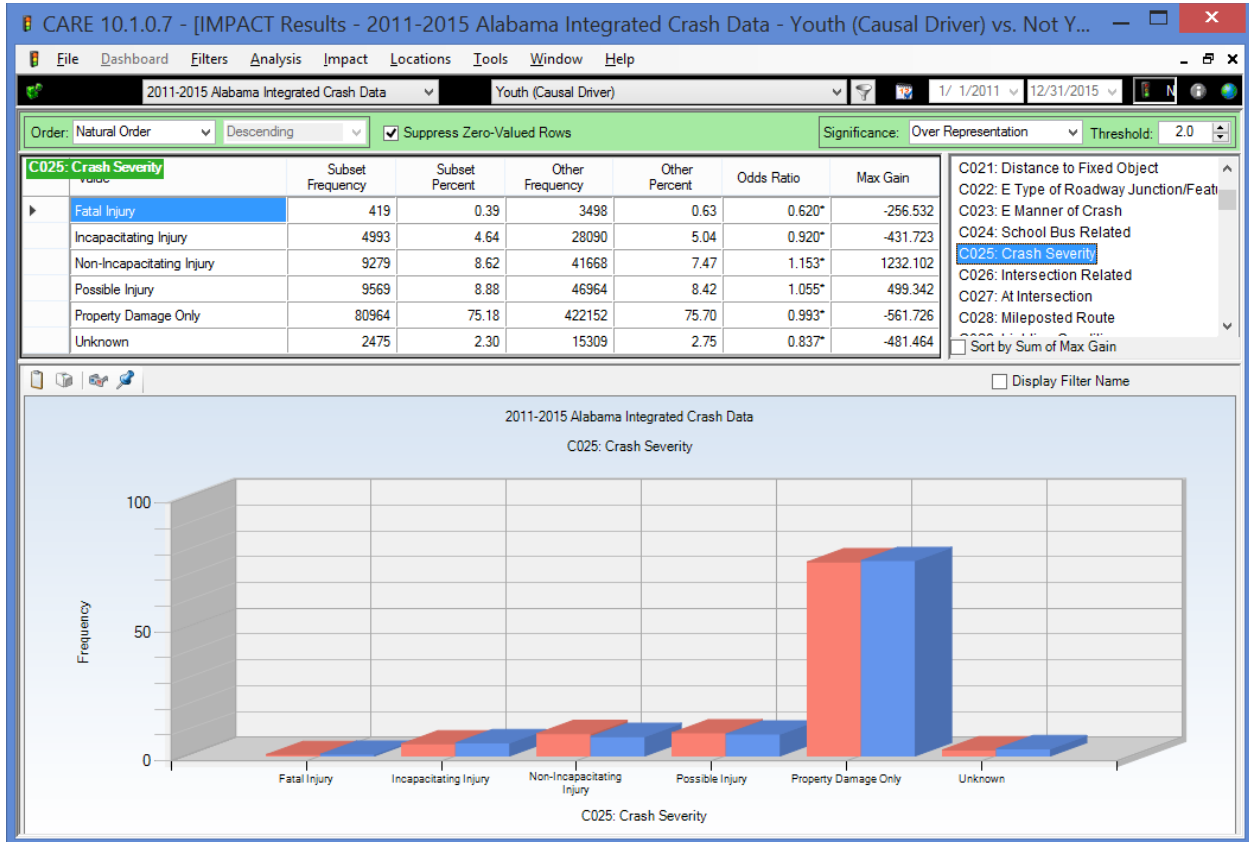 CARE 10.1.0.7 - [IMPACT Results - 2011-2015 Alabama Integrated Crash Data - Youth (Causal Driver) vs. Not Y...
File Dashboard Filters Analysis Impact Locations Tools Window Help
2011-2015 Alabama Integrated Crash Data Youth (Causal Driver) 1/ 1/2011 12/31/2015 N
Order: Natural Order Descending Suppress Zero-Valued Rows Significance: Over Representation Threshold: 2.0
C025: Crash Severity Subset Frequency Subset Percent Other Frequency Other Percent Odds Ratio Max Gain
Fatal Injury 419 0.39 3498 0.63 0.620* -256.532
Incapacitating Injury 4993 4.64 28090 5.04 0.920* -431.723
Non-Incapacitating Injury 9279 8.62 41668 7.47 1.153* 1232.102
Possible Injury 9569 8.88 46964 8.42 1.055* 499.342
Property Damage Only 80964 75.18 422152 75.70 0.993* -561.726
Unknown 2475 2.30 15309 2.75 0.837* -481.464
C021: Distance to Fixed Object
C022: E Type of Roadway Junction/Featu
C023: E Manner of Crash
C024: School Bus Related
C025: Crash Severity
C026: Intersection Related
C027: At Intersection
C028: Mileposted Route
Sort by Sum of Max Gain
Display Filter Name
2011-2015 Alabama Integrated Crash Data
C025: Crash Severity
100
50
0
Frequency
Fatal Injury Incapacitating Injury Non-Incapacitating Injury Possible Injury Property Damage Only Unknown
C025: Crash Severity